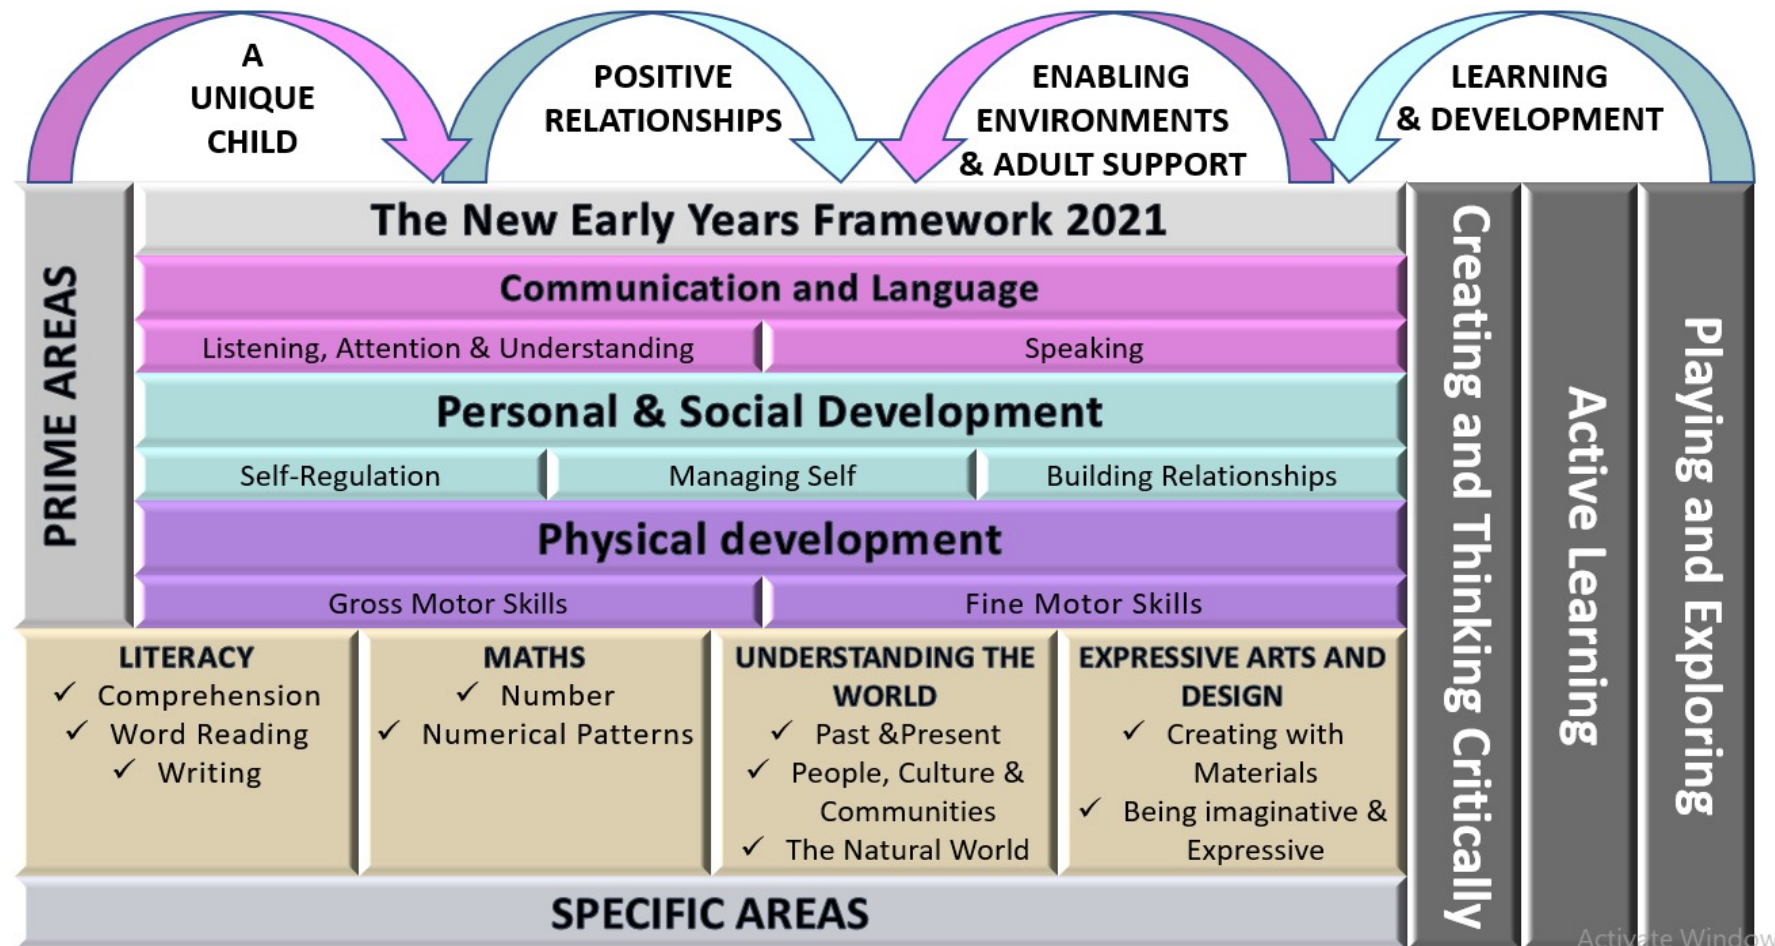 A
UNIQUE
CHILD
POSITIVE
RELATIONSHIPS
ENABLING
ENVIRONMENTS
& ADULT SUPPORT
LEARNING
& DEVELOPMENT
PRIME AREAS
The New Early Years Framework 2021
Communication and Language
Listening, Attention & Understanding
Speaking
Personal & Social Development
Self-Regulation
Managing Self
Building Relationships
Physical development
Gross Motor Skills
Fine Motor Skills
LITERACY
✓ Comprehension
✓ Word Reading
✓ Writing
MATHS
✓ Number
✓ Numerical Patterns
UNDERSTANDING THE
WORLD
✓ Past &Present
✓ People, Culture &
Communities
✓ The Natural World
EXPRESSIVE ARTS AND
DESIGN
✓ Creating with
Materials
✓ Being imaginative &
Expressive
SPECIFIC AREAS
Creating and Thinking Critically
Active Learning
Playing and Exploring
Activate Window